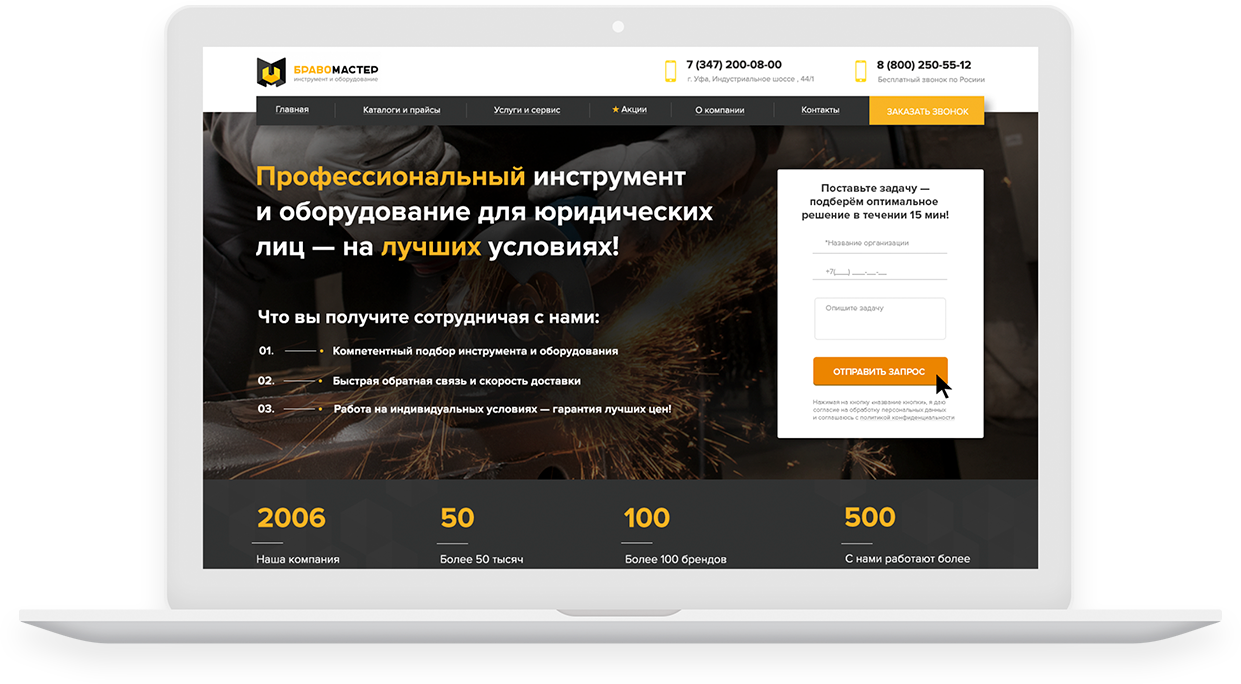 БРАВОМАСТЕР
инструмент и оборудование
7 (347) 200-08-00
г. Уфа, Индустриальное шоссе , 44/1
8 (800) 250-55-12
Бесплатный звонок по Росиии
Главная
Каталоги и прайсы
Услуги и сервис
★ Акции
О компании
Контакты
ЗАКАЗАТЬ ЗВОНОК
Профессиональный инструмент
и оборудование для юридических
лиц — на лучших условиях!
Что вы получите сотрудничая с нами:
01. Компетентный подбор инструмента и оборудования
02. Быстрая обратная связь и скорость доставки
03. Работа на индивидуальных условиях — гарантия лучших цен!
Поставьте задачу —
подберём оптимальное
решение в течении 15 мин!
*Название организации
+7(___) ___-__-__
Опишите задачу
ОТПРАВИТЬ ЗАПРОС
Нажимая на кнопку «название кнопки», я даю
согласие на обработку персональных данных
и соглашаюсь с политикой конфиденциальности
2006
Наша компания
50
Более 50 тысяч
100
Более 100 брендов
500
С нами работают более